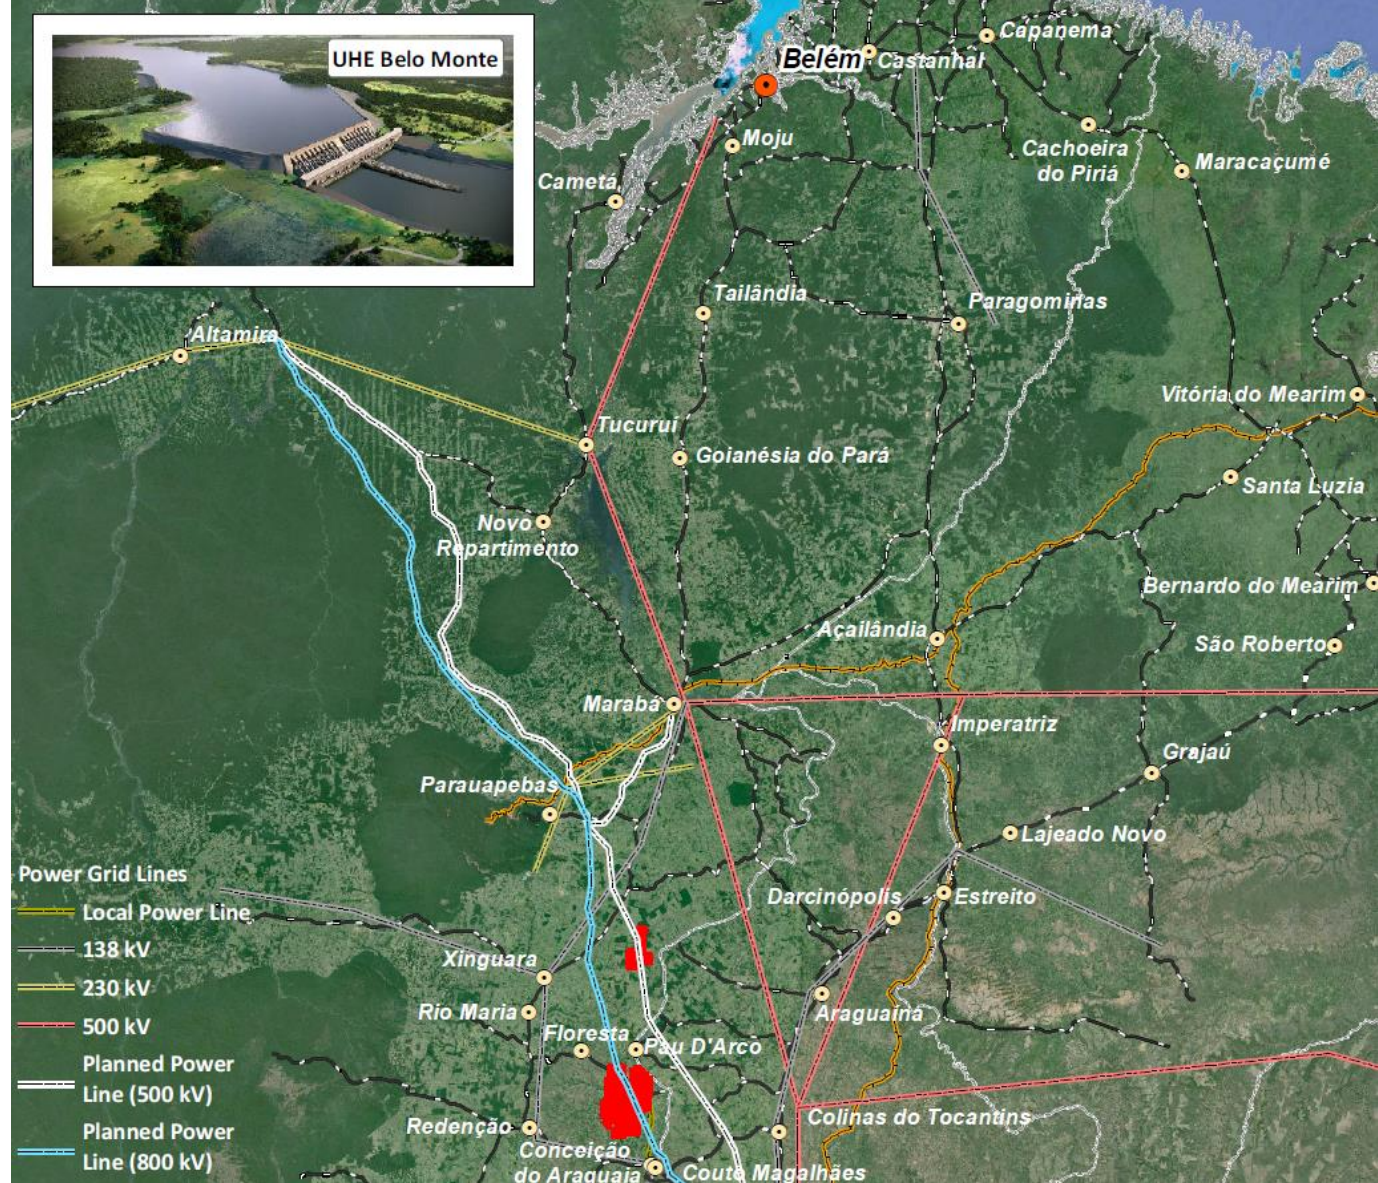 UHE Belo Monte
Belém
Castanhal
Capanema
Moju
Cachoeira
do Piriá
Maracaçumé
Cametá
Tailândia
Paragominas
Altamira
Vitória do Mearim
Tucuruí
Goianésia do Pará
Santa Luzia
Novo
Repartimento
Bernardo do Mearim
Açailândia
São Roberto
Marabá
Imperatriz
Grajaú
Parauapebas
Lajeado Novo
Power Grid Lines
Local Power Line
138 kV
230 kV
500 kV
Planned Power
Line (500 kV)
Planned Power
Line (800 kV)
Darcinópolis
Estreito
Xinguara
Rio Maria
Araguaína
Floresta
Pau D'Arco
Redenção
Colinas do Tocantins
Conceição
do Araguaia
Couto Magalhães